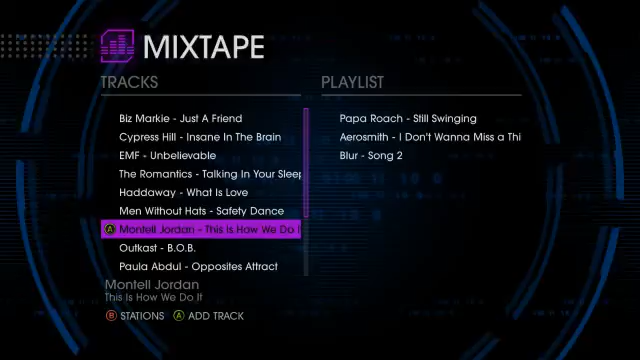 MIXTAPE
TRACKS
Biz Markie - Just A Friend
Cypress Hill - Insane In The Brain
EMF - Unbelievable
The Romantics - Talking In Your Sleep
Haddaway - What Is Love
Men Without Hats - Safety Dance
A Montell Jordan - This Is How We Do I
Outkast - B.O.B.
Paula Abdul - Opposites Attract
PLAYLIST
Papa Roach - Still Swinging
Aerosmith - I Don't Wanna Miss a Thi
Blur - Song 2
Montell Jordan
This Is How We Do It
B STATIONS A ADD TRACK